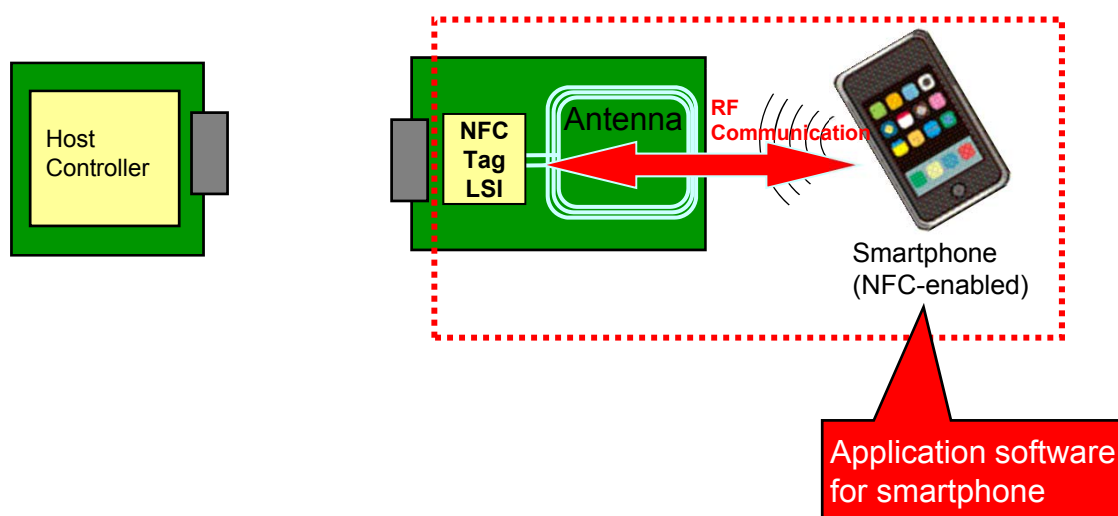 Host
Controller
NFC
Tag
LSI
Antenna
RF
Communication
Smartphone
(NFC-enabled)
Application software
for smartphone